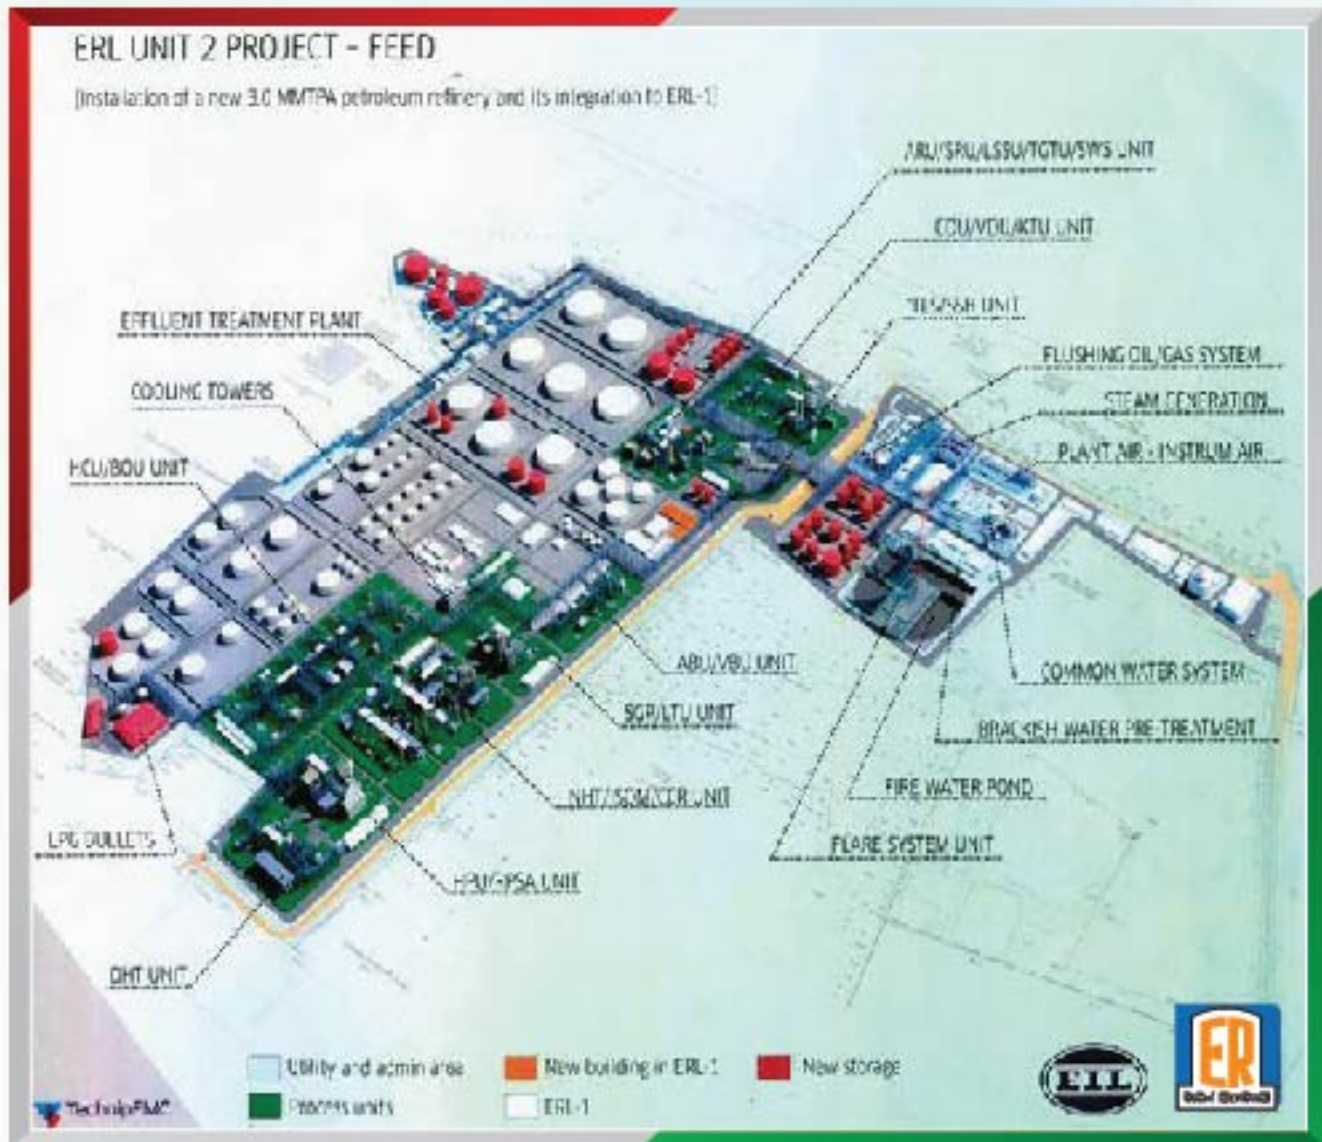 ERL UNIT 2 PROJECT - FEED
[Installation of a new 3.0 MMTPA petroleum refinery and its integration to ERL-1]
ARU/SRU/LSSU/TGTU/SWS UNIT
CDU/VDU/KTU UNIT
UNIT
EFFLUENT TREATMENT PLANT
FLUSHING OIL/GAS SYSTEM
COOLING TOWERS
STEAM GENERATION
PLANT AIR - INSTRUM AIR
HCU/BDU UNIT
ABU/VBU UNIT
COMMON WATER SYSTEM
SGP/LTU UNIT
BRACKISH WATER PRE-TREATMENT
NHT/ISOM/CCR UNIT
FIRE WATER POND
LPG BULLETS
FLARE SYSTEM UNIT
HPU/HPSA UNIT
DHT UNIT
Utility and admin area
New building in ERL-1
New storage
Process units
ERL-1
TechnipFMC
EIL
ER